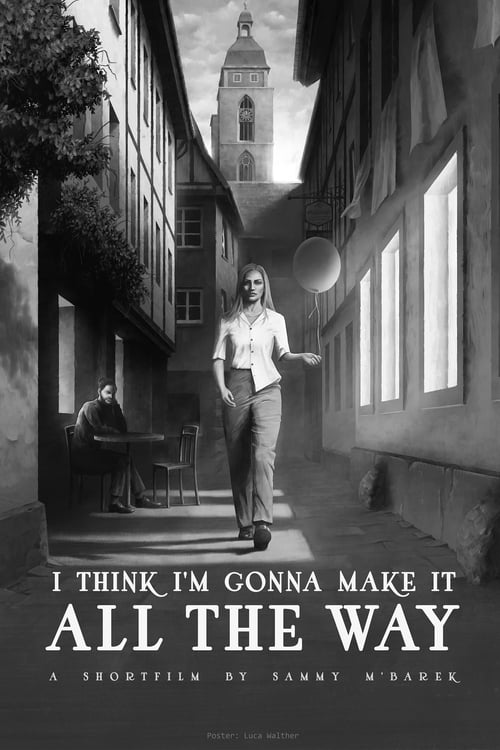 I THINK I'M GONNA MAKE IT
ALL THE WAY
A SHORTFILM BY SAMMY M'BAREK
Poster: Luca Walther